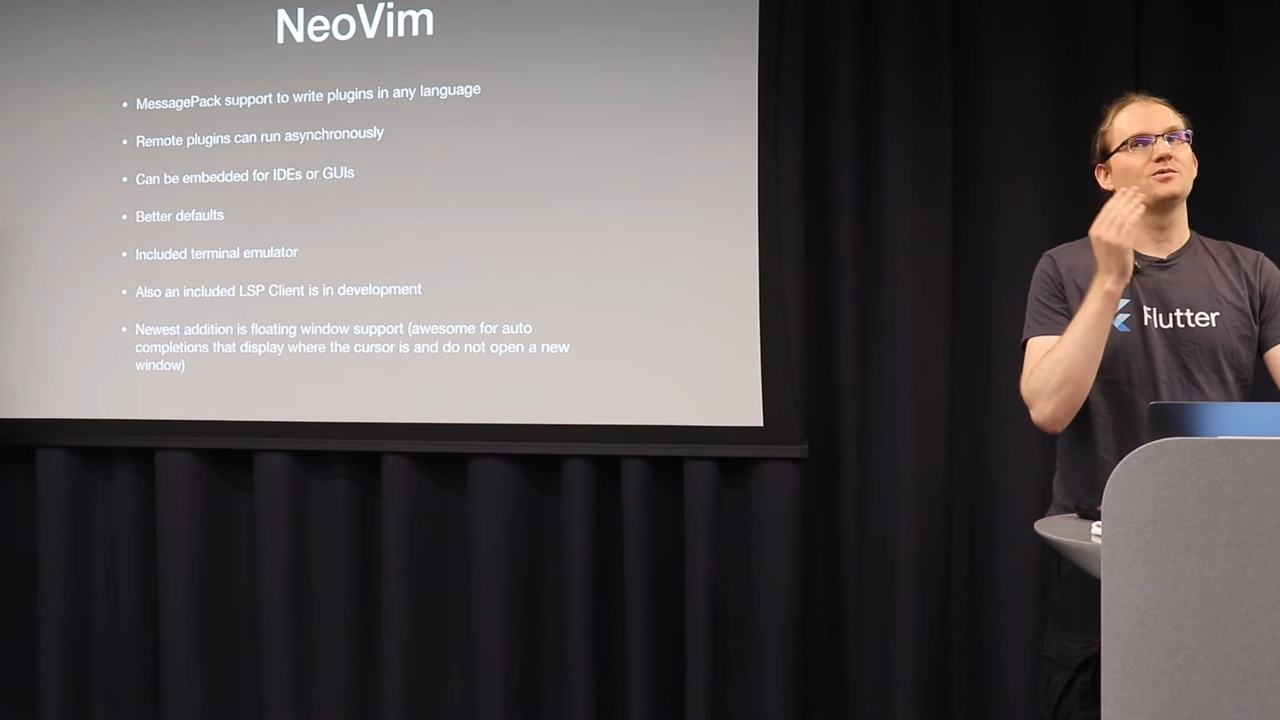 NeoVim
• MessagePack support to write plugins in any language
• Remote plugins can run asynchronously
• Can be embedded for IDEs or GUIs
• Better defaults
• Included terminal emulator
• Also an included LSP Client is in development
• Newest addition is floating window support (awesome for auto
completions that display where the cursor is and do not open a new
window)
Flutter